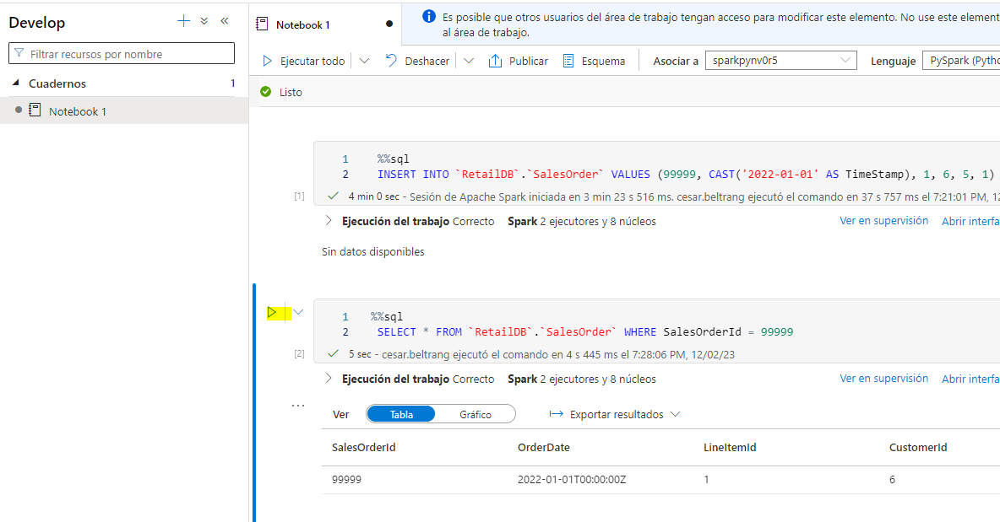 Develop
Filtrar recursos por nombre
Cuadernos 1
Notebook 1
Notebook 1
Es posible que otros usuarios del área de trabajo tengan acceso para modificar este elemento. No use este element
al área de trabajo.
Ejecutar todo Deshacer Publicar Esquema Asociar a sparkpynv0r5 Lenguaje PySpark (Pytho
Listo
1 %%sql
2 INSERT INTO `RetailDB`.`SalesOrder` VALUES (99999, CAST('2022-01-01' AS TimeStamp), 1, 6, 5, 1)
[1] 4 min 0 sec - Sesión de Apache Spark iniciada en 3 min 23 s 516 ms. cesar.beltrang ejecutó el comando en 37 s 757 ms el 7:21:01 PM, 12
Ejecución del trabajo Correcto Spark 2 ejecutores y 8 núcleos Ver en supervisión Abrir interfa
Sin datos disponibles
1 %%sql
2 SELECT * FROM `RetailDB`.`SalesOrder` WHERE SalesOrderId = 99999
[2] 5 sec - cesar.beltrang ejecutó el comando en 4 s 445 ms el 7:28:06 PM, 12/02/23
Ejecución del trabajo Correcto Spark 2 ejecutores y 8 núcleos Ver en supervisión Abrir interfa
Ver Tabla Gráfico Exportar resultados
SalesOrderId OrderDate LineItemId CustomerId
99999 2022-01-01T00:00:00Z 1 6